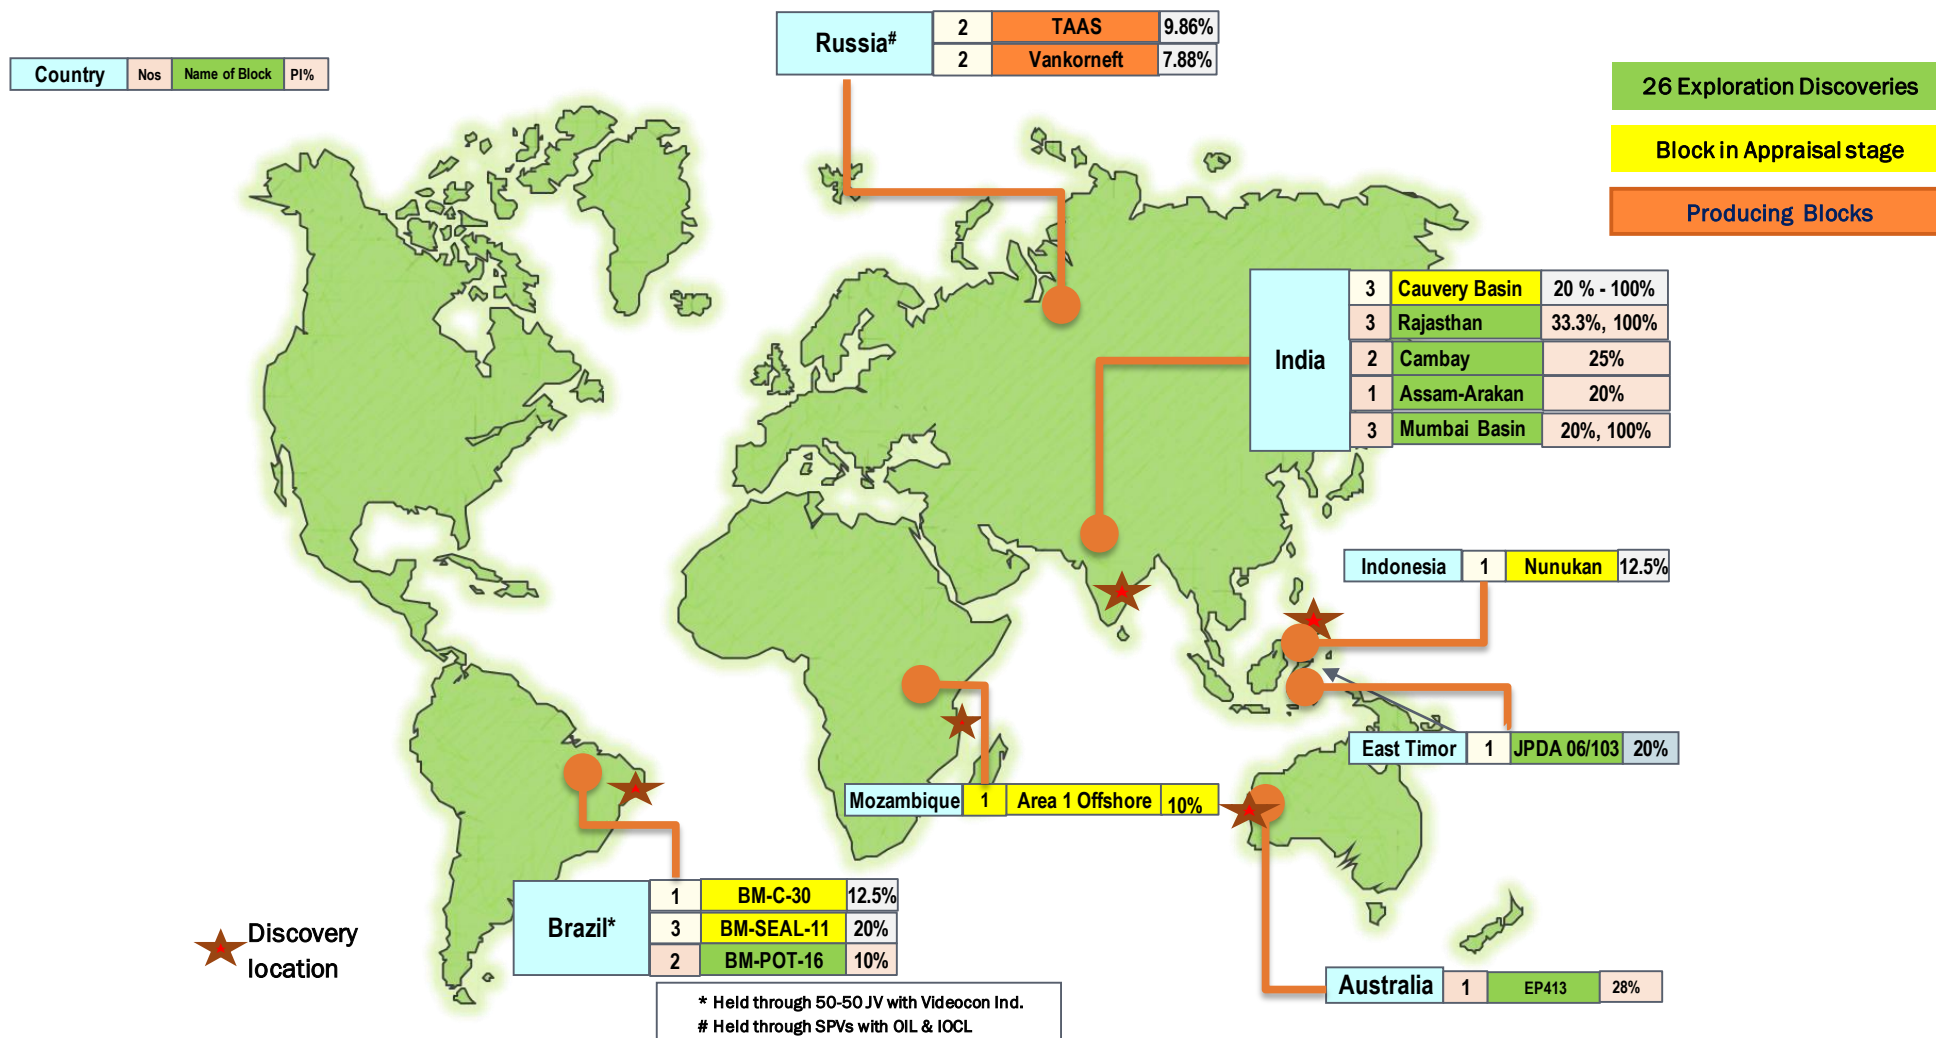 Country Nos Name of Block PI%
Russia# 2 TAAS 9.86%
2 Vankorneft 7.88%
26 Exploration Discoveries
Block in Appraisal stage
Producing Blocks
India 3 Cauvery Basin 20 % - 100%
3 Rajasthan 33.3%, 100%
2 Cambay 25%
1 Assam-Arakan 20%
3 Mumbai Basin 20%, 100%
Indonesia 1 Nunukan 12.5%
East Timor 1 JPDA 06/103 20%
Mozambique 1 Area 1 Offshore 10%
Brazil* 1 BM-C-30 12.5%
3 BM-SEAL-11 20%
2 BM-POT-16 10%
Discovery
location
Australia 1 EP413 28%
* Held through 50-50 JV with Videocon Ind.
# Held through SPVs with OIL & IOCL